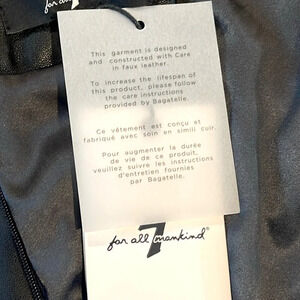 for all 7
This garment is designed
and constructed with Care
in faux leather.
To increase the lifespan of
this product, please follow
the care instructions
provided by Bagatelle.
Ce vêtement est conçu et
fabriqué avec soin en simili cuir.
Pour augmenter la durée
de vie de ce produit,
veuillez suivre les instructions
d'entretien fournies
par Bagatelle.
for all 7 mankind®